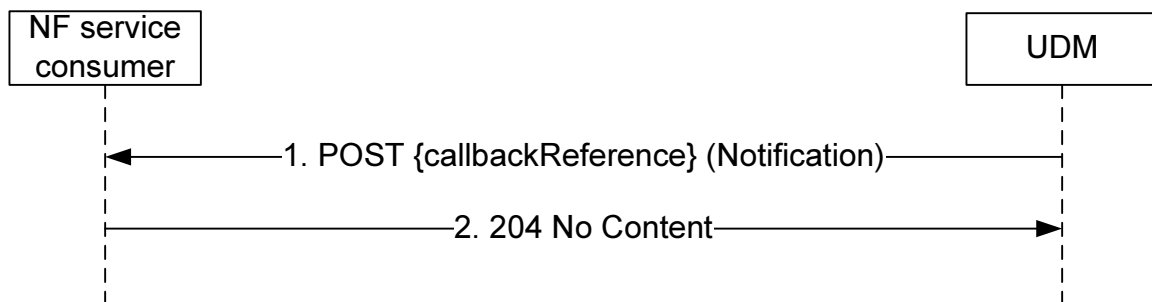 NF service
consumer
UDM
1. POST {callbackReference} (Notification)
2. 204 No Content